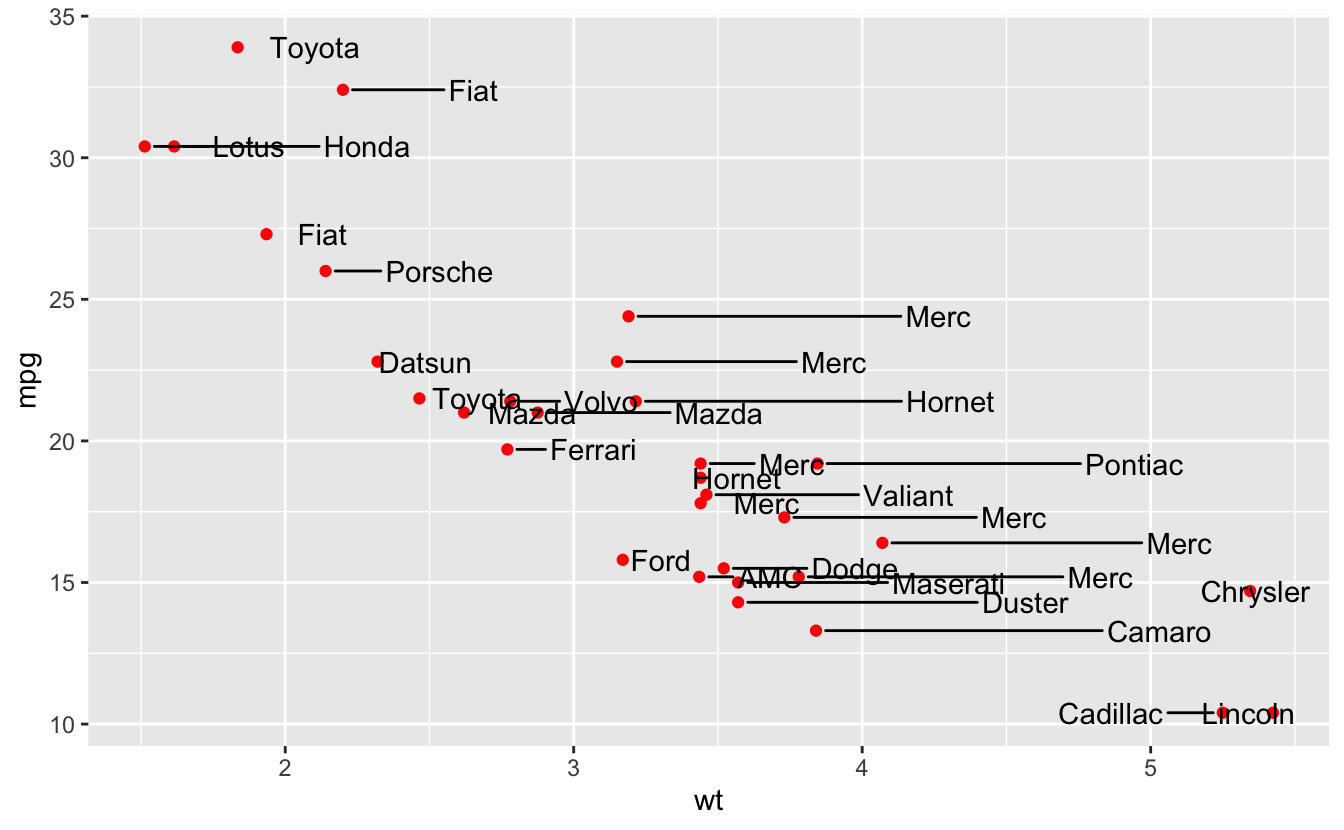 35
Toyota
Fiat
Lotus Honda
30
Fiat
Porsche
25
Merc
Datsun
Merc
mpg
Toyota Volvo Hornet
Mazda Mazda
20
Ferrari
Merc Pontiac
Hornet
Valiant
Merc
Merc
Merc
Ford
Dodge
15
AMC Merc
Maserati
Chrysler
Duster
Camaro
10
Cadillac Lincoln
2 3 4 5
wt